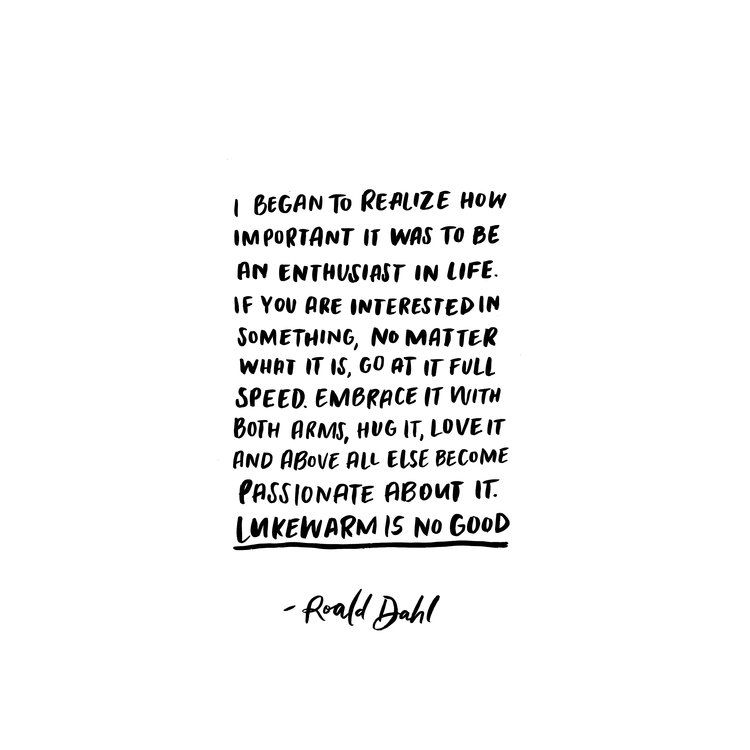 I BEGAN TO REALIZE HOW
IMPORTANT IT WAS TO BE
AN ENTHUSIAST IN LIFE.
IF YOU ARE INTERESTED IN
SOMETHING, NO MATTER
WHAT IT IS, GO AT IT FULL
SPEED. EMBRACE IT WITH
BOTH ARMS, HUG IT, LOVE IT
AND ABOVE ALL ELSE BECOME
PASSIONATE ABOUT IT.
LUKEWARM IS NO GOOD
- Roald Dahl